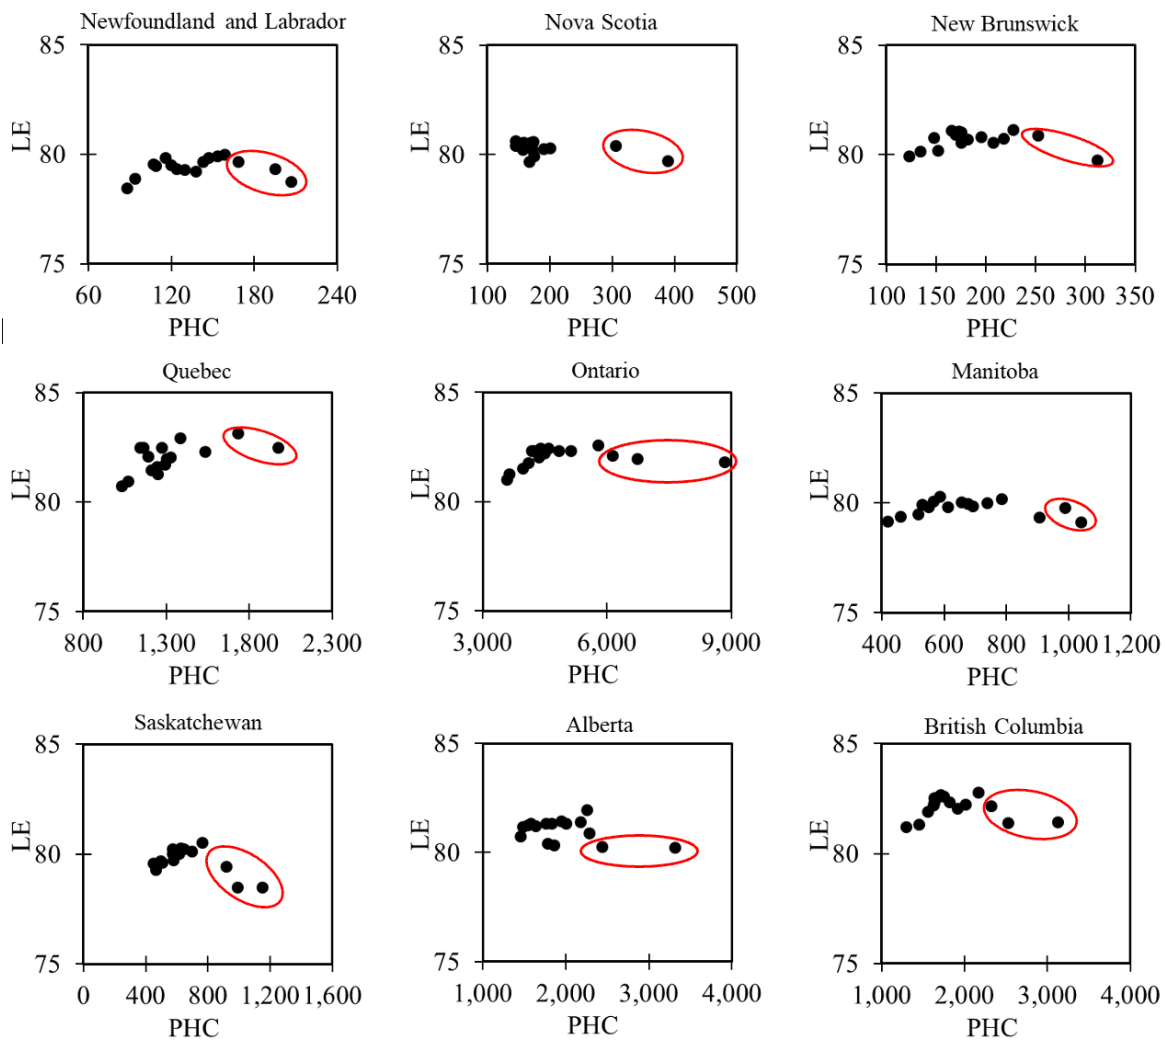 Newfoundland and Labrador
85
80
75
LE
60 120 180 240
PHC
Nova Scotia
85
80
75
LE
100 200 300 400 500
PHC
New Brunswick
85
80
75
LE
100 150 200 250 300 350
PHC
Quebec
85
80
75
LE
800 1,300 1,800 2,300
PHC
Ontario
85
80
75
LE
3,000 6,000 9,000
PHC
Manitoba
85
80
75
LE
400 600 800 1,000 1,200
PHC
Saskatchewan
85
80
75
LE
0 400 800 1,200 1,600
PHC
Alberta
85
80
75
LE
1,000 2,000 3,000 4,000
PHC
British Columbia
85
80
75
LE
1,000 2,000 3,000 4,000
PHC